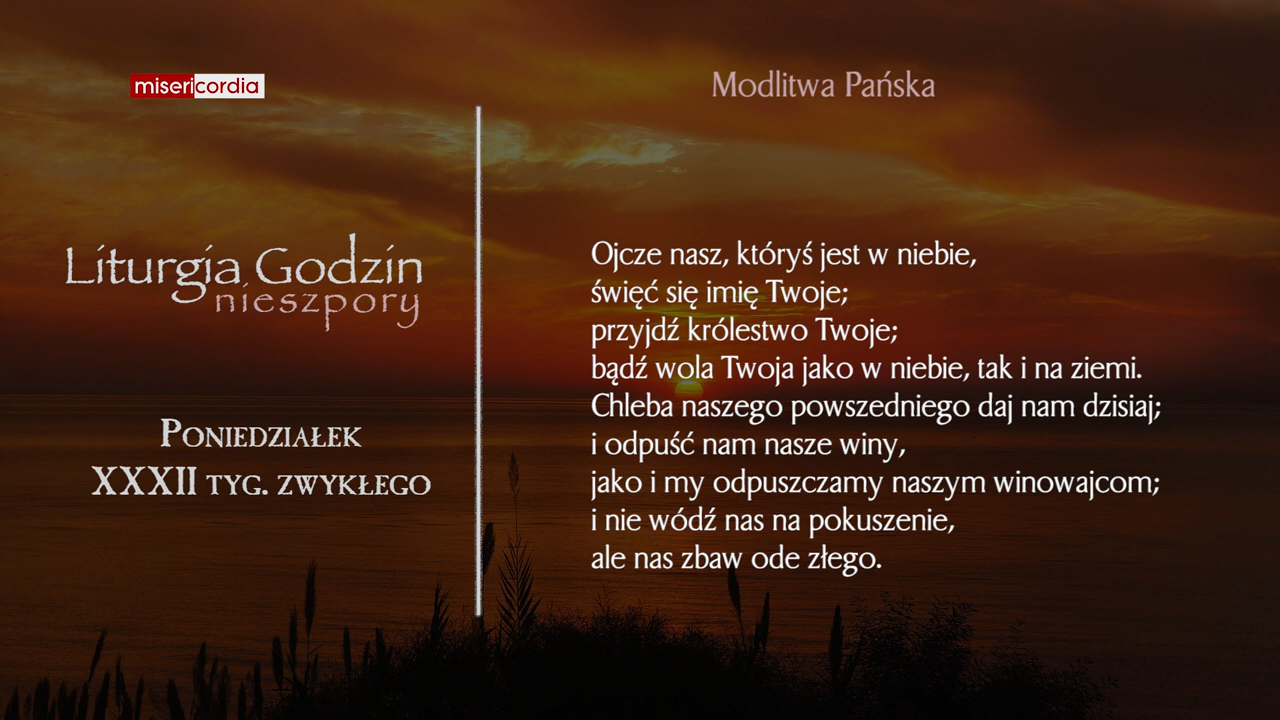 misericordia
Liturgia Godzin
nieszpory
Poniedziałek
XXXII tyg. zwykłego
Modlitwa Pańska
Ojcze nasz, któryś jest w niebie,
święć się imię Twoje;
przyjdź królestwo Twoje;
bądź wola Twoja jako w niebie, tak i na ziemi.
Chleba naszego powszedniego daj nam dzisiaj;
i odpuść nam nasze winy,
jako i my odpuszczamy naszym winowajcom;
i nie wódź nas na pokuszenie,
ale nas zbaw ode złego.